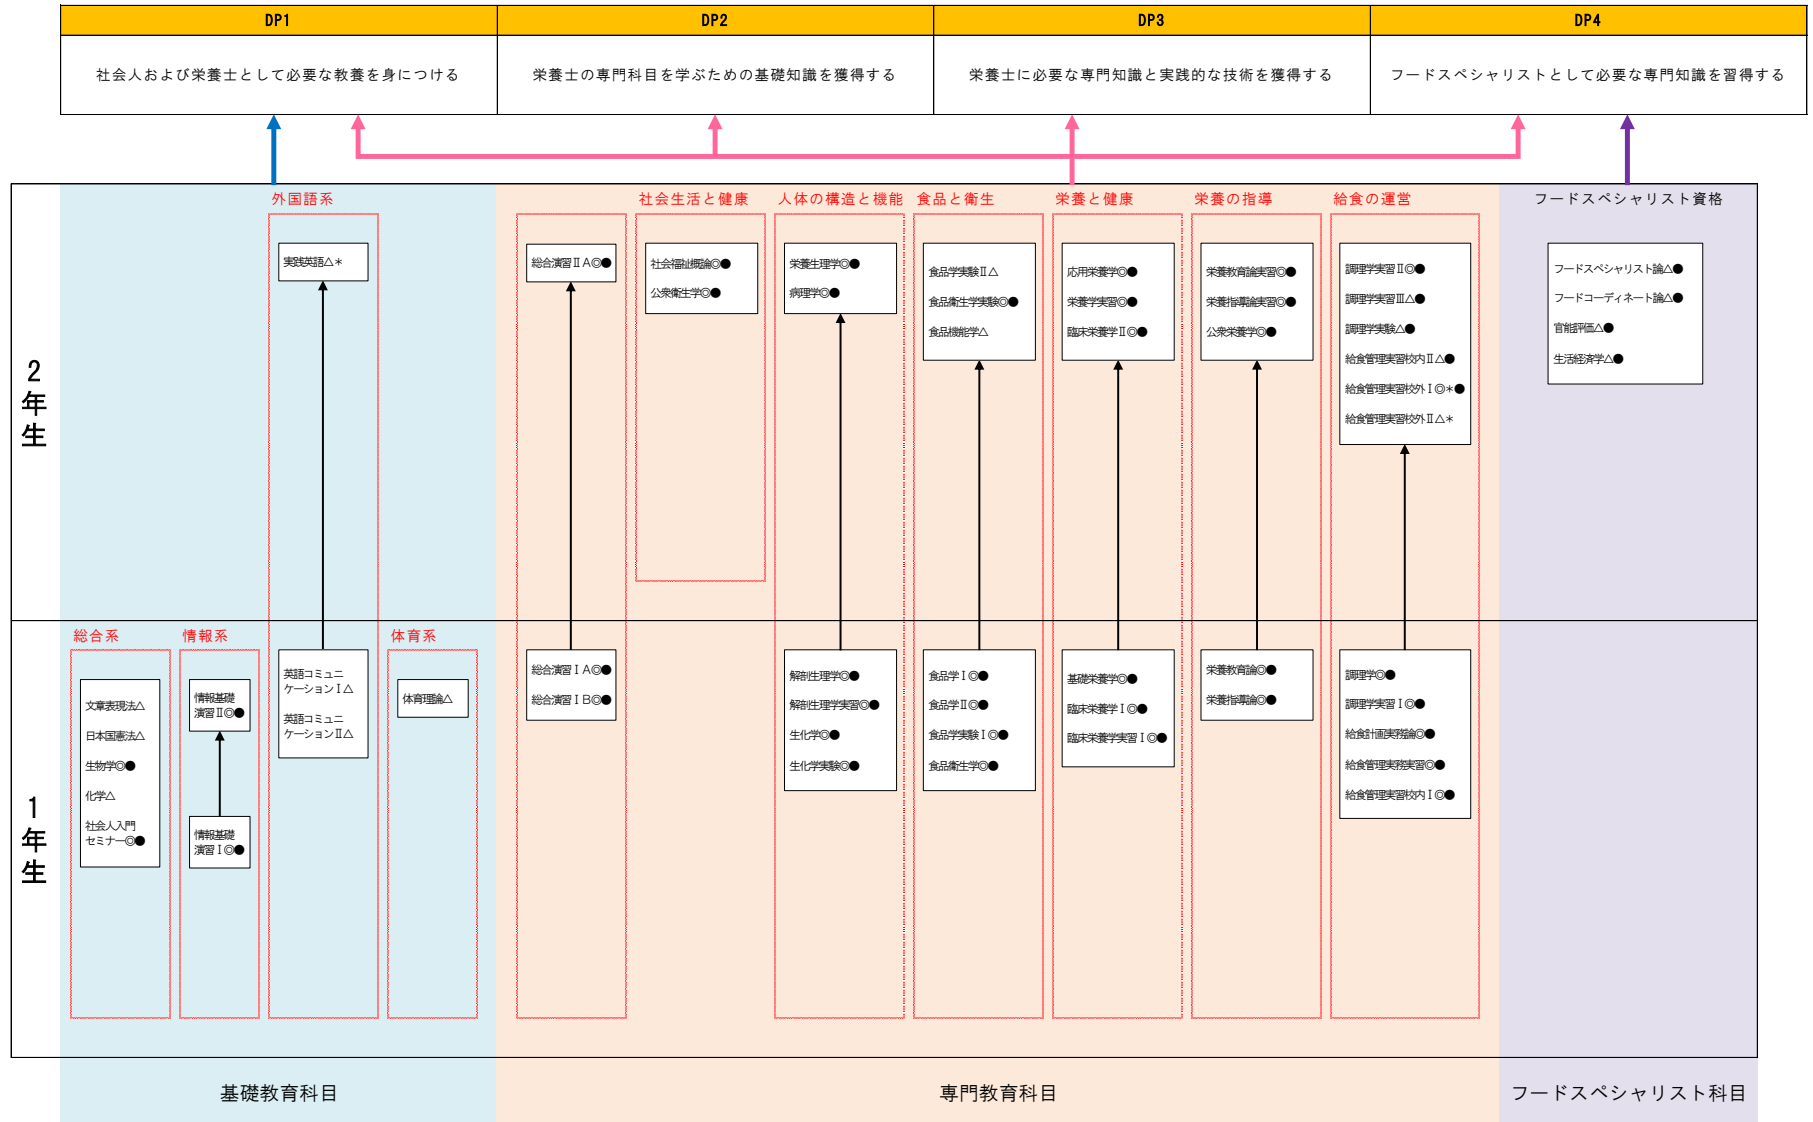 DP1
DP2
DP3
DP4
社会人および栄養士として必要な教養を身につける
栄養士の専門科目を学ぶための基礎知識を獲得する
栄養士に必要な専門知識と実践的な技術を獲得する
フードスペシャリストとして必要な専門知識を習得する
2年生
外国語系
実践英語△＊
総合演習ⅡA◎●
社会生活と健康
社会福祉概論◎●
公衆衛生学◎●
人体の構造と機能
栄養生理学◎●
病理学◎●
食品と衛生
食品学実験Ⅱ△
食品衛生学実験◎●
食品機能学△
栄養と健康
応用栄養学◎●
栄養学実習◎●
臨床栄養学Ⅱ◎●
栄養の指導
栄養教育論実習◎●
栄養指導論実習◎●
公衆栄養学◎●
給食の運営
調理学実習Ⅱ◎●
調理学実習Ⅲ△●
調理学実験△●
給食管理実習校内Ⅱ△●
給食管理実習校外Ⅰ◎＊●
給食管理実習校外Ⅱ△＊
フードスペシャリスト資格
フードスペシャリスト論△●
フードコーディネート論△●
官能評価△●
生活経済学△●
1年生
総合系
文章表現法△
日本国憲法△
生物学◎●
化学△
社会人入門
セミナー◎●
情報系
情報基礎
演習Ⅱ◎●
情報基礎
演習Ⅰ◎●
英語コミュニ
ケーションⅠ△
英語コミュニ
ケーションⅡ△
体育系
体育理論△
総合演習ⅠA◎●
総合演習ⅠB◎●
解剖生理学◎●
解剖生理学実習◎●
生化学◎●
生化学実験◎●
食品学Ⅰ◎●
食品学Ⅱ◎●
食品学実験Ⅰ◎●
食品衛生学◎●
基礎栄養学◎●
臨床栄養学Ⅰ◎●
臨床栄養学実習Ⅰ◎●
栄養教育論◎●
栄養指導論◎●
調理学◎●
調理学実習Ⅰ◎●
給食計画実務論◎●
給食管理実務実習◎●
給食管理実習校内Ⅰ◎●
基礎教育科目
専門教育科目
フードスペシャリスト科目